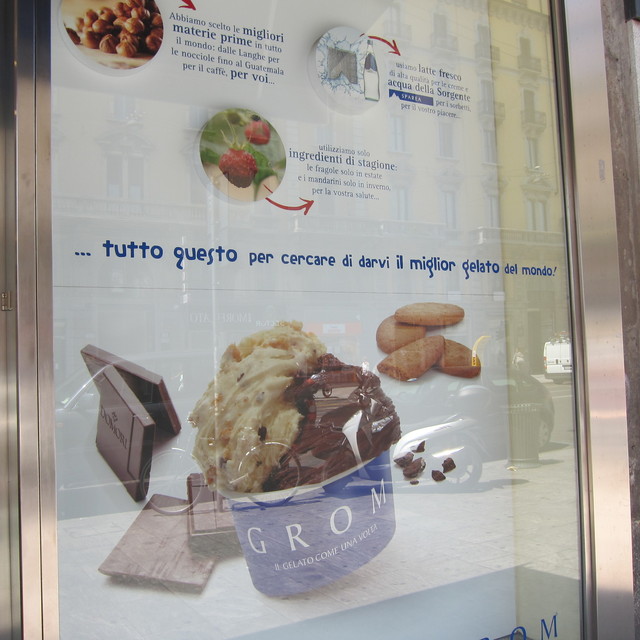 Abbiamo scelto le migliori
materie prime in tutto
il mondo: dalle Langhe per
le nocciole fino al Guatemala
per il caffè, per voi...
usiamo latte fresco
di alta qualità per le creme e
acqua della Sorgente
SPAREA per i sorbetti,
per il vostro piacere...
utilizziamo solo
ingredienti di stagione:
le fragole solo in estate
e i mandarini solo in inverno,
per la vostra salute...
... tutto questo per cercare di darvi il miglior gelato del mondo!
DOMORI
GROM
IL GELATO COME UNA VOLTA
OM